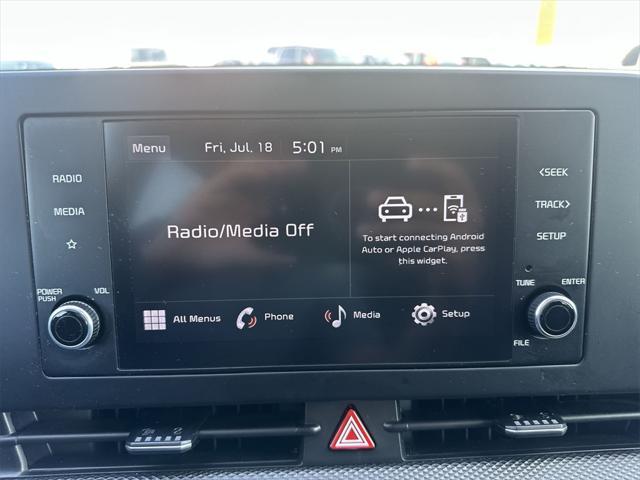 Menu
Fri, Jul. 18
5:01 PM
RADIO
MEDIA
POWER
PUSH
VOL
Radio/Media Off
To start connecting Android
Auto or Apple CarPlay, press
this widget.
All Menus
Phone
Media
Setup
<SEEK
TRACK>
SETUP
TUNE
ENTER
FILE